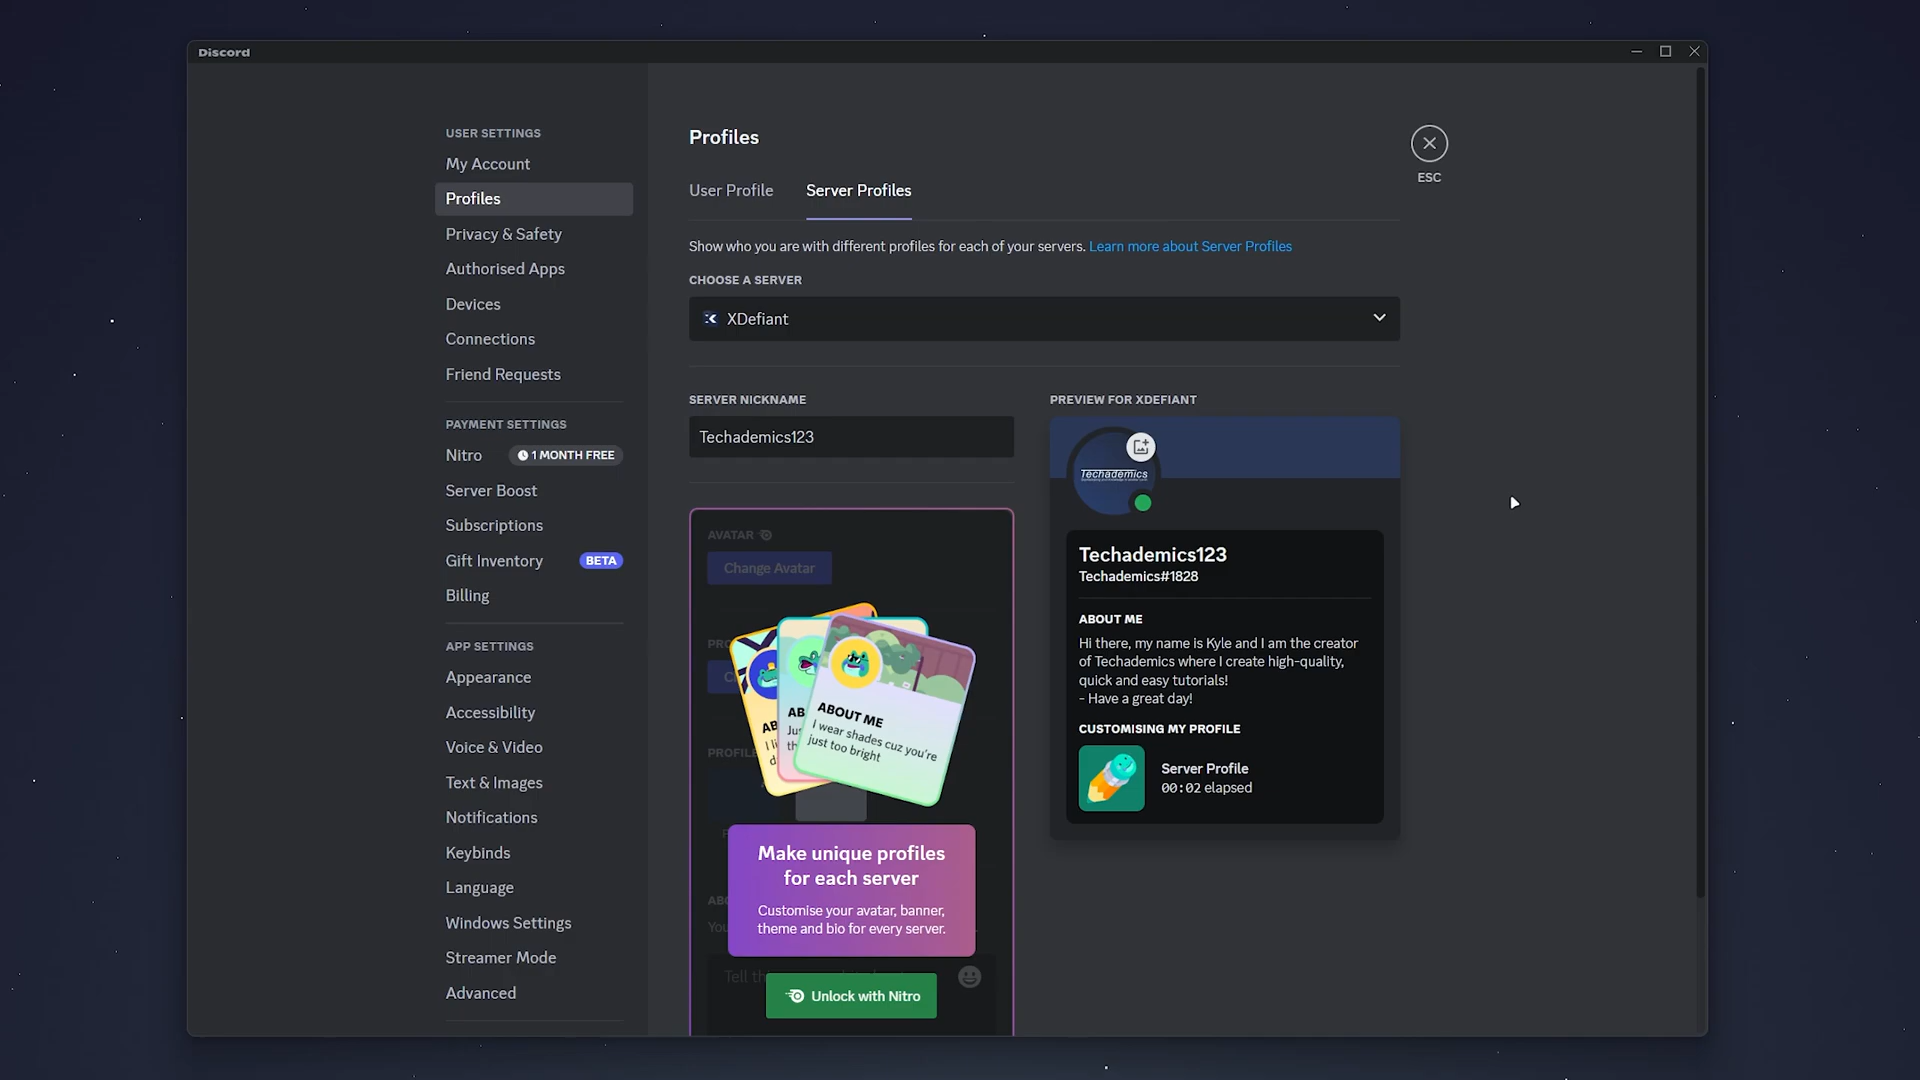 Discord
USER SETTINGS
My Account
Profiles
Privacy & Safety
Authorised Apps
Devices
Connections
Friend Requests
PAYMENT SETTINGS
Nitro
1 MONTH FREE
Server Boost
Subscriptions
Gift Inventory
BETA
Billing
APP SETTINGS
Appearance
Accessibility
Voice & Video
Text & Images
Notifications
Keybinds
Language
Windows Settings
Streamer Mode
Advanced
Profiles
ESC
User Profile
Server Profiles
Show who you are with different profiles for each of your servers. Learn more about Server Profiles
CHOOSE A SERVER
XDefiant
SERVER NICKNAME
Techademics123
AVATAR
Change Avatar
ABOUT ME
I wear shades cuz you're
just too bright
Make unique profiles
for each server
Customise your avatar, banner,
theme and bio for every server.
Unlock with Nitro
PREVIEW FOR XDEFIANT
Techademics
Techademics123
Techademics#1828
ABOUT ME
Hi there, my name is Kyle and I am the creator
of Techademics where I create high-quality,
quick and easy tutorials!
- Have a great day!
CUSTOMISING MY PROFILE
Server Profile
00:02 elapsed